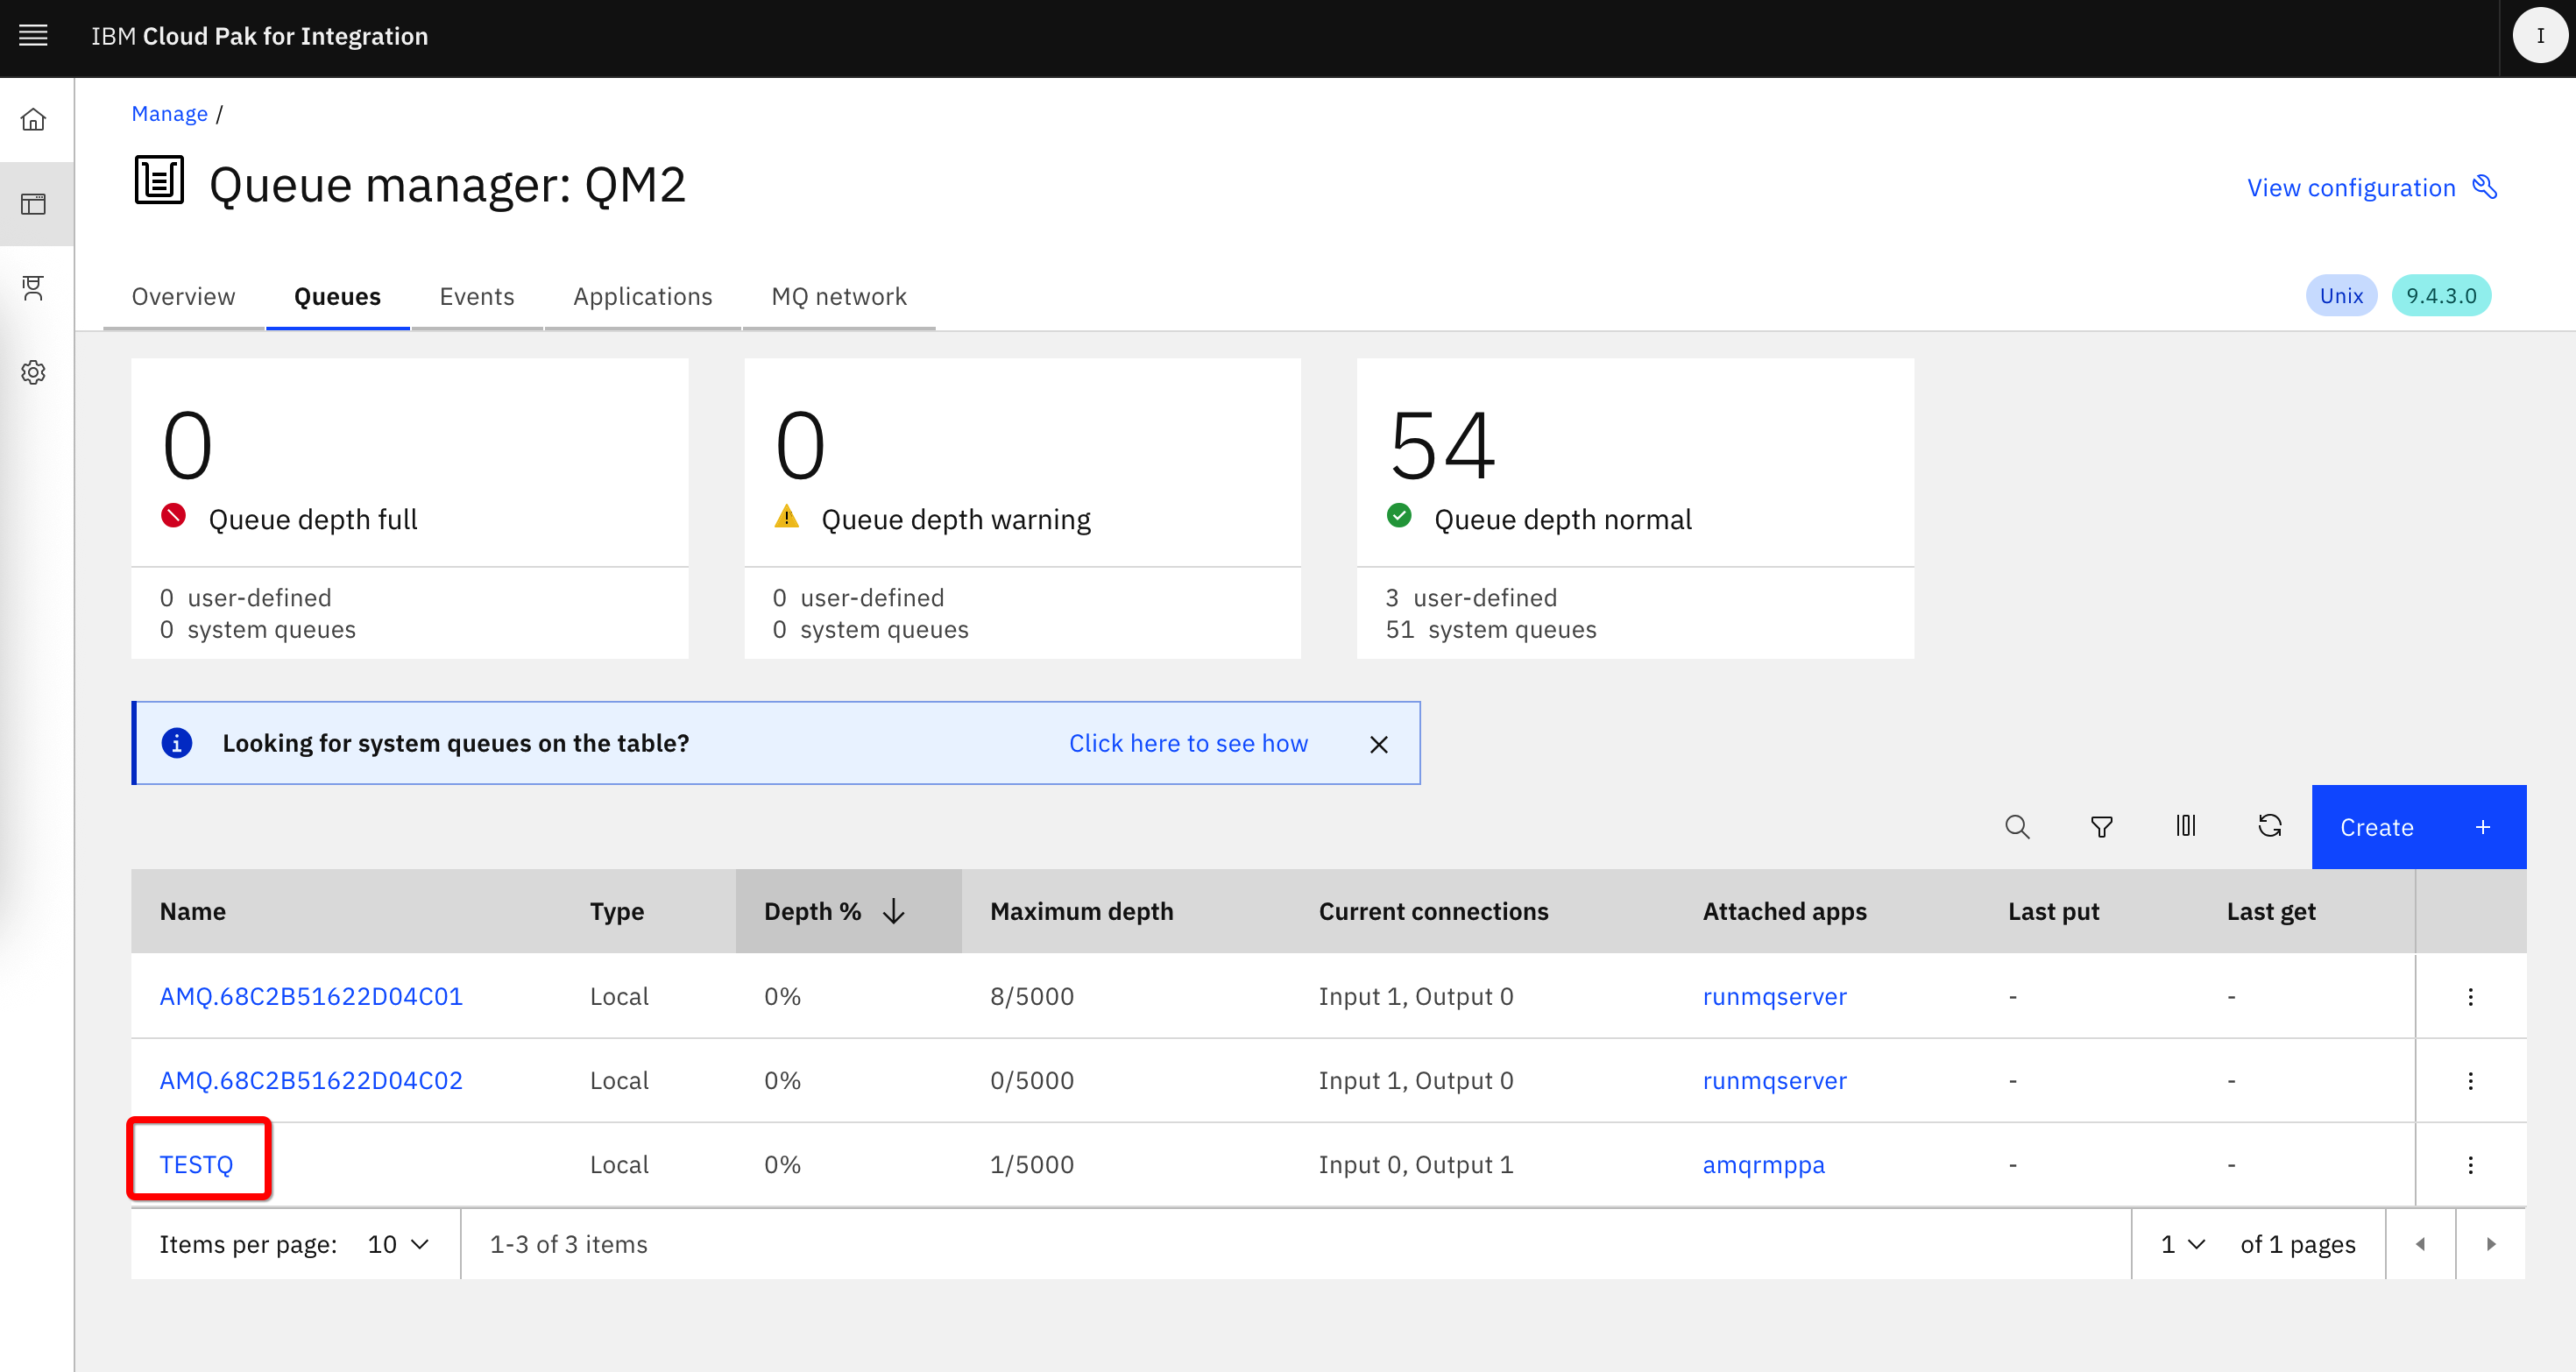 IBM Cloud Pak for Integration
I
Manage /
Queue manager: QM2
View configuration
Overview Queues Events Applications MQ network
Unix 9.4.3.0
0
Queue depth full
0 user-defined
0 system queues
0
Queue depth warning
0 user-defined
0 system queues
54
Queue depth normal
3 user-defined
51 system queues
Looking for system queues on the table? Click here to see how
Create +
Name Type Depth % Maximum depth Current connections Attached apps Last put Last get
AMQ.68C2B51622D04C01 Local 0% 8/5000 Input 1, Output 0 runmqserver - -
AMQ.68C2B51622D04C02 Local 0% 0/5000 Input 1, Output 0 runmqserver - -
TESTQ Local 0% 1/5000 Input 0, Output 1 amqrmppa - -
Items per page: 10 1-3 of 3 items 1 of 1 pages